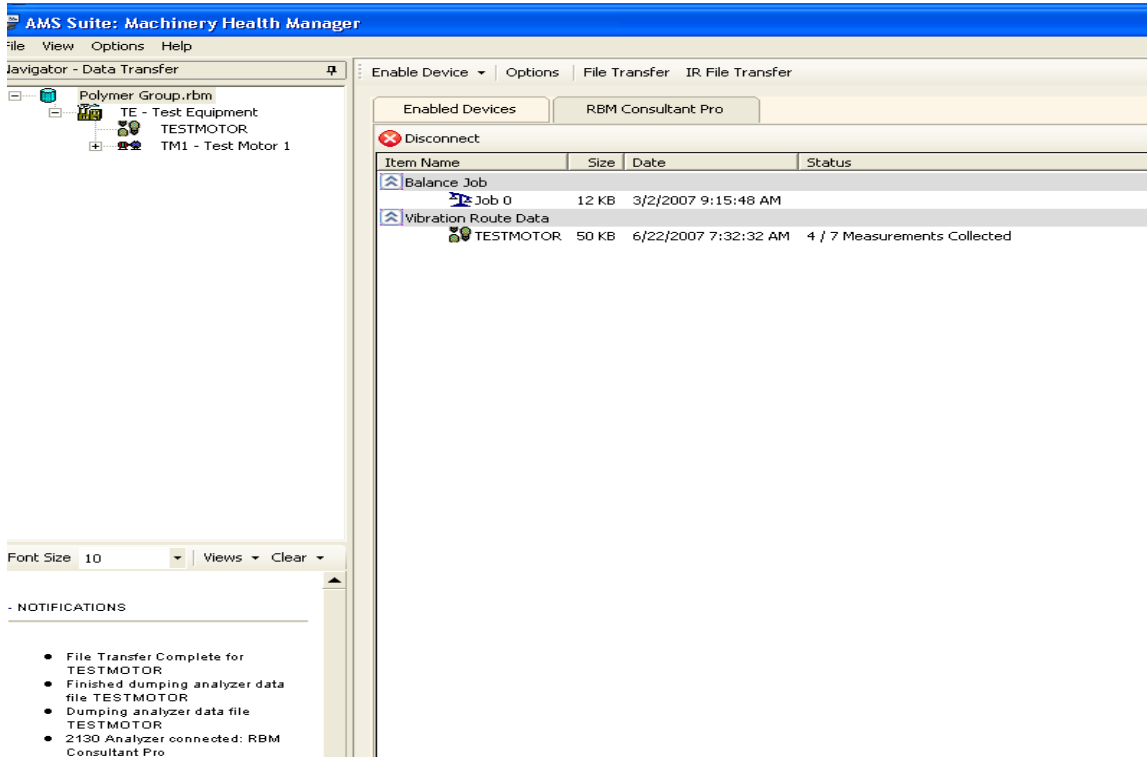 AMS Suite: Machinery Health Manager
File View Options Help
Navigator - Data Transfer
Polymer Group.rbm
TE - Test Equipment
TESTMOTOR
TM1 - Test Motor 1
Enable Device Options File Transfer IR File Transfer
Enabled Devices RBM Consultant Pro
Disconnect
Item Name Size Date Status
Balance Job
Job 0 12 KB 3/2/2007 9:15:48 AM
Vibration Route Data
TESTMOTOR 50 KB 6/22/2007 7:32:32 AM 4 / 7 Measurements Collected
Font Size 10 Views Clear
- NOTIFICATIONS
File Transfer Complete for
TESTMOTOR
Finished dumping analyzer data
file TESTMOTOR
Dumping analyzer data file
TESTMOTOR
2130 Analyzer connected: RBM
Consultant Pro